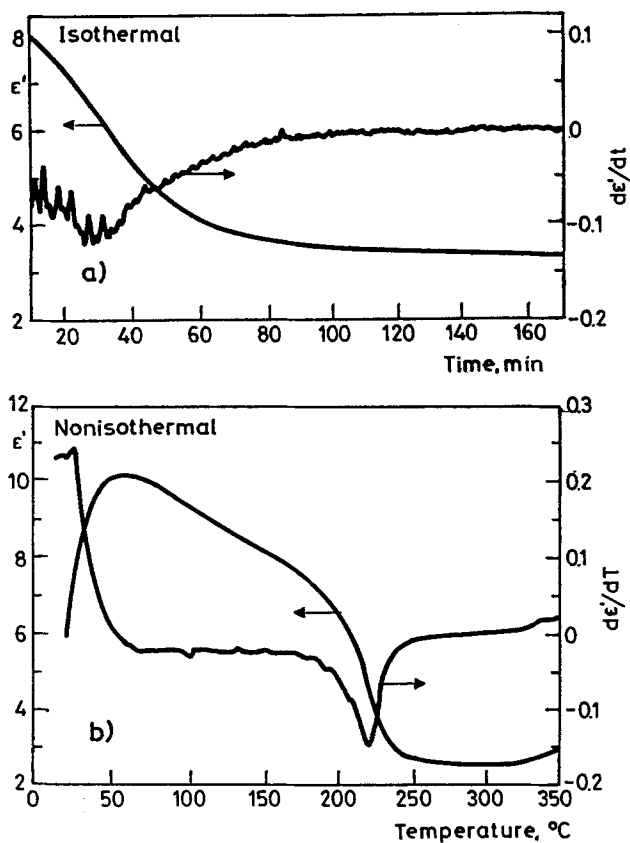 Isothermal
8
ε'
6
4
2
0.1
0
-0.1
-0.2
dε'/dt
a)
20 40 60 80 100 120 140 160
Time, min
Nonisothermal
12
ε'
10
8
6
4
2
0.3
0.2
0.1
0
-0.1
-0.2
dε'/dT
b)
0 50 100 150 200 250 300 350
Temperature, °C